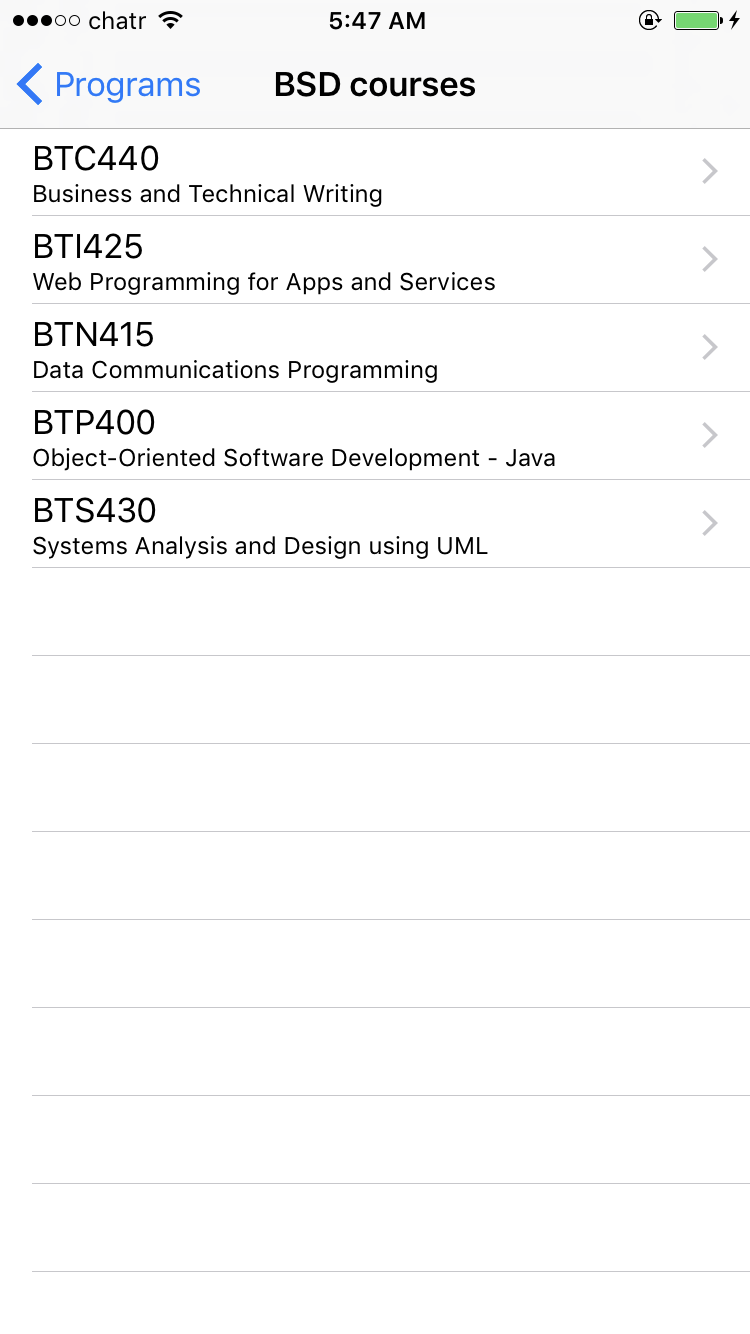 chatr 5:47 AM
Programs BSD courses
BTC440
Business and Technical Writing
BTI425
Web Programming for Apps and Services
BTN415
Data Communications Programming
BTP400
Object-Oriented Software Development - Java
BTS430
Systems Analysis and Design using UML